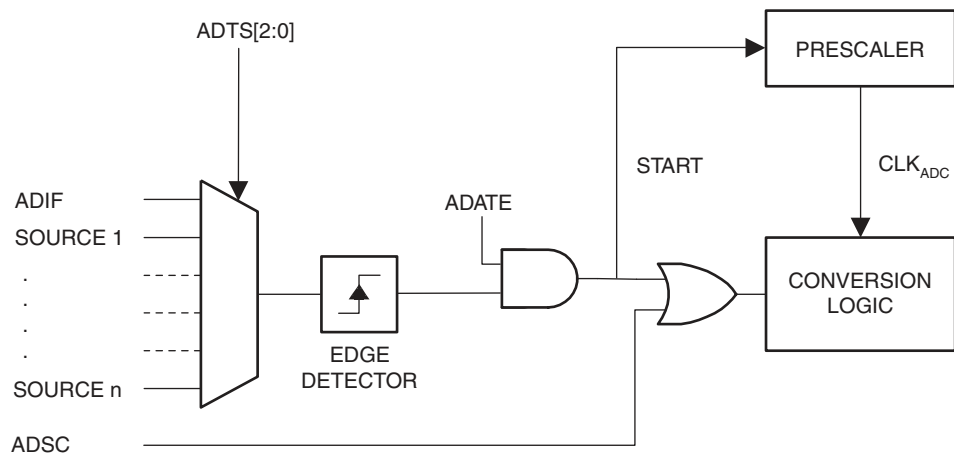 ADTS[2:0]
PRESCALER
START
CLKADC
ADIF
ADATE
SOURCE 1
.
.
.
.
CONVERSION
LOGIC
EDGE
DETECTOR
SOURCE n
ADSC